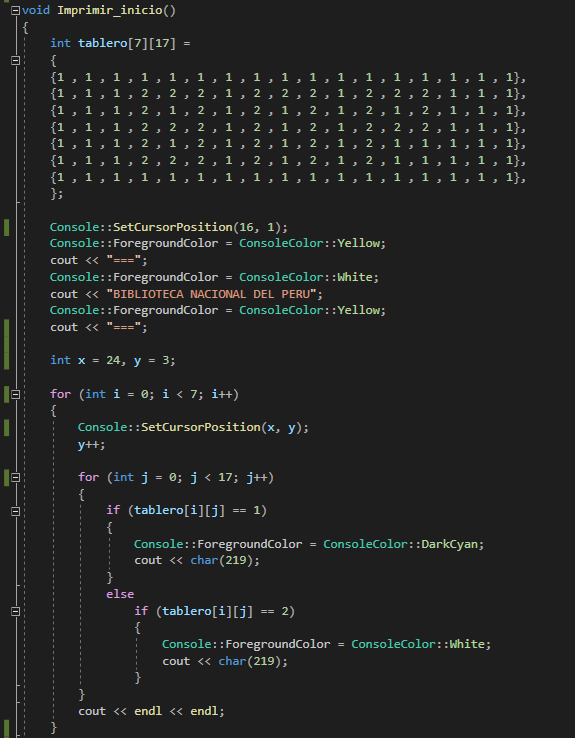 void Imprimir_inicio()
{
int tablero[7][17] =
{
{1 , 1 , 1 , 1 , 1 , 1 , 1 , 1 , 1 , 1 , 1 , 1 , 1 , 1 , 1 , 1 , 1},
{1 , 1 , 1 , 2 , 2 , 2 , 1 , 2 , 2 , 2 , 1 , 2 , 2 , 2 , 1 , 1 , 1},
{1 , 1 , 1 , 2 , 1 , 2 , 1 , 2 , 1 , 2 , 1 , 2 , 1 , 2 , 1 , 1 , 1},
{1 , 1 , 1 , 2 , 2 , 2 , 1 , 2 , 1 , 2 , 1 , 2 , 2 , 2 , 1 , 1 , 1},
{1 , 1 , 1 , 2 , 1 , 2 , 1 , 2 , 1 , 2 , 1 , 2 , 1 , 1 , 1 , 1 , 1},
{1 , 1 , 1 , 2 , 2 , 2 , 1 , 2 , 1 , 2 , 1 , 2 , 1 , 1 , 1 , 1 , 1},
{1 , 1 , 1 , 1 , 1 , 1 , 1 , 1 , 1 , 1 , 1 , 1 , 1 , 1 , 1 , 1 , 1},
};
Console::SetCursorPosition(16, 1);
Console::ForegroundColor = ConsoleColor::Yellow;
cout << "===";
Console::ForegroundColor = ConsoleColor::White;
cout << "BIBLIOTECA NACIONAL DEL PERU";
Console::ForegroundColor = ConsoleColor::Yellow;
cout << "===";
int x = 24, y = 3;
for (int i = 0; i < 7; i++)
{
Console::SetCursorPosition(x, y);
y++;
for (int j = 0; j < 17; j++)
{
if (tablero[i][j] == 1)
{
Console::ForegroundColor = ConsoleColor::DarkCyan;
cout << char(219);
}
else
if (tablero[i][j] == 2)
{
Console::ForegroundColor = ConsoleColor::White;
cout << char(219);
}
}
cout << endl << endl;
}